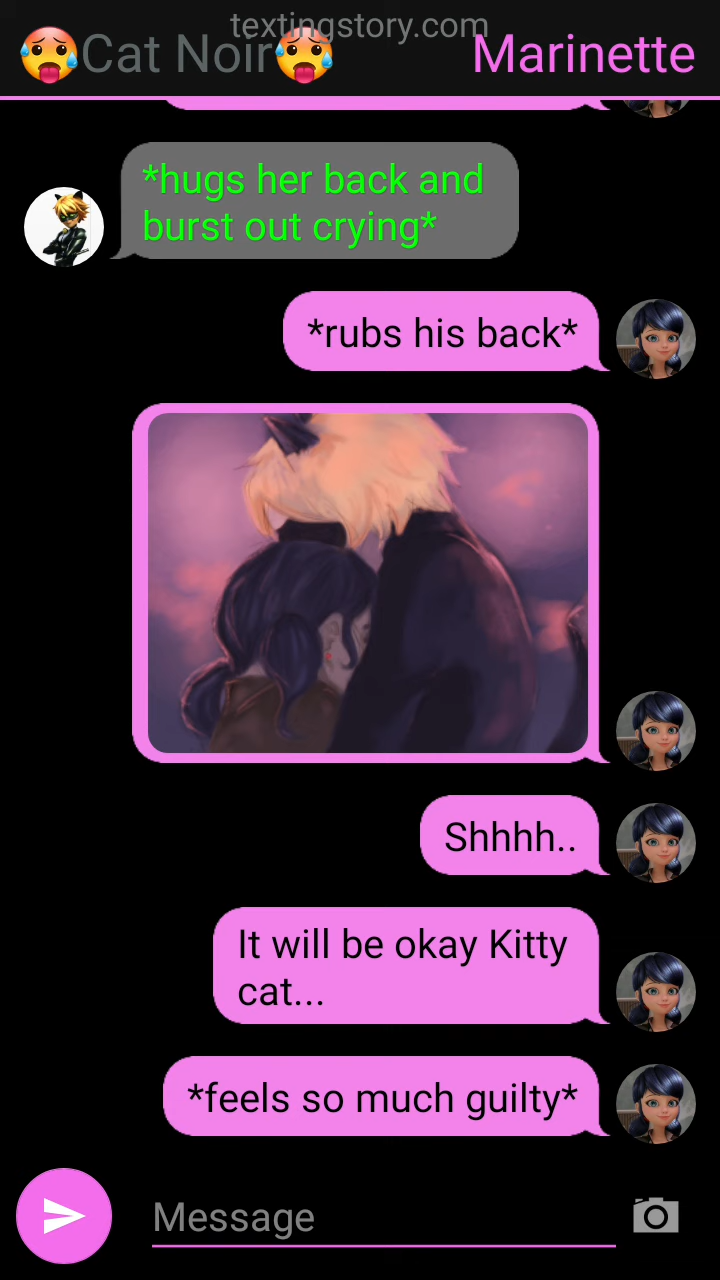 textingstory.com
🥵Cat Noir🥵 Marinette
*hugs her back and
burst out crying*
*rubs his back*
Shhhh..
It will be okay Kitty
cat...
*feels so much guilty*
Message